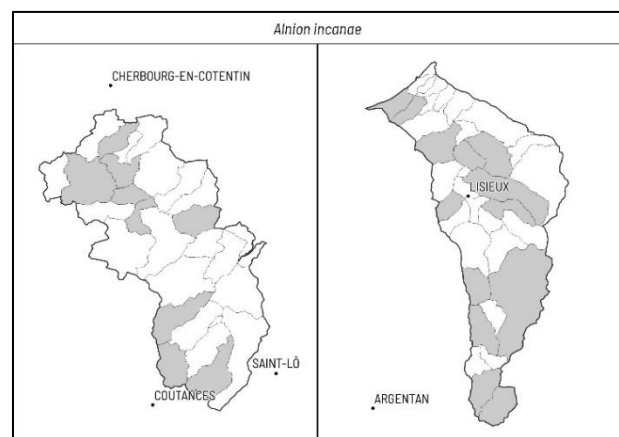 Alnion incanae
CHERBOURG-EN-COTENTIN
SAINT-LÔ
COUTANCES
LISIEUX
ARGENTAN